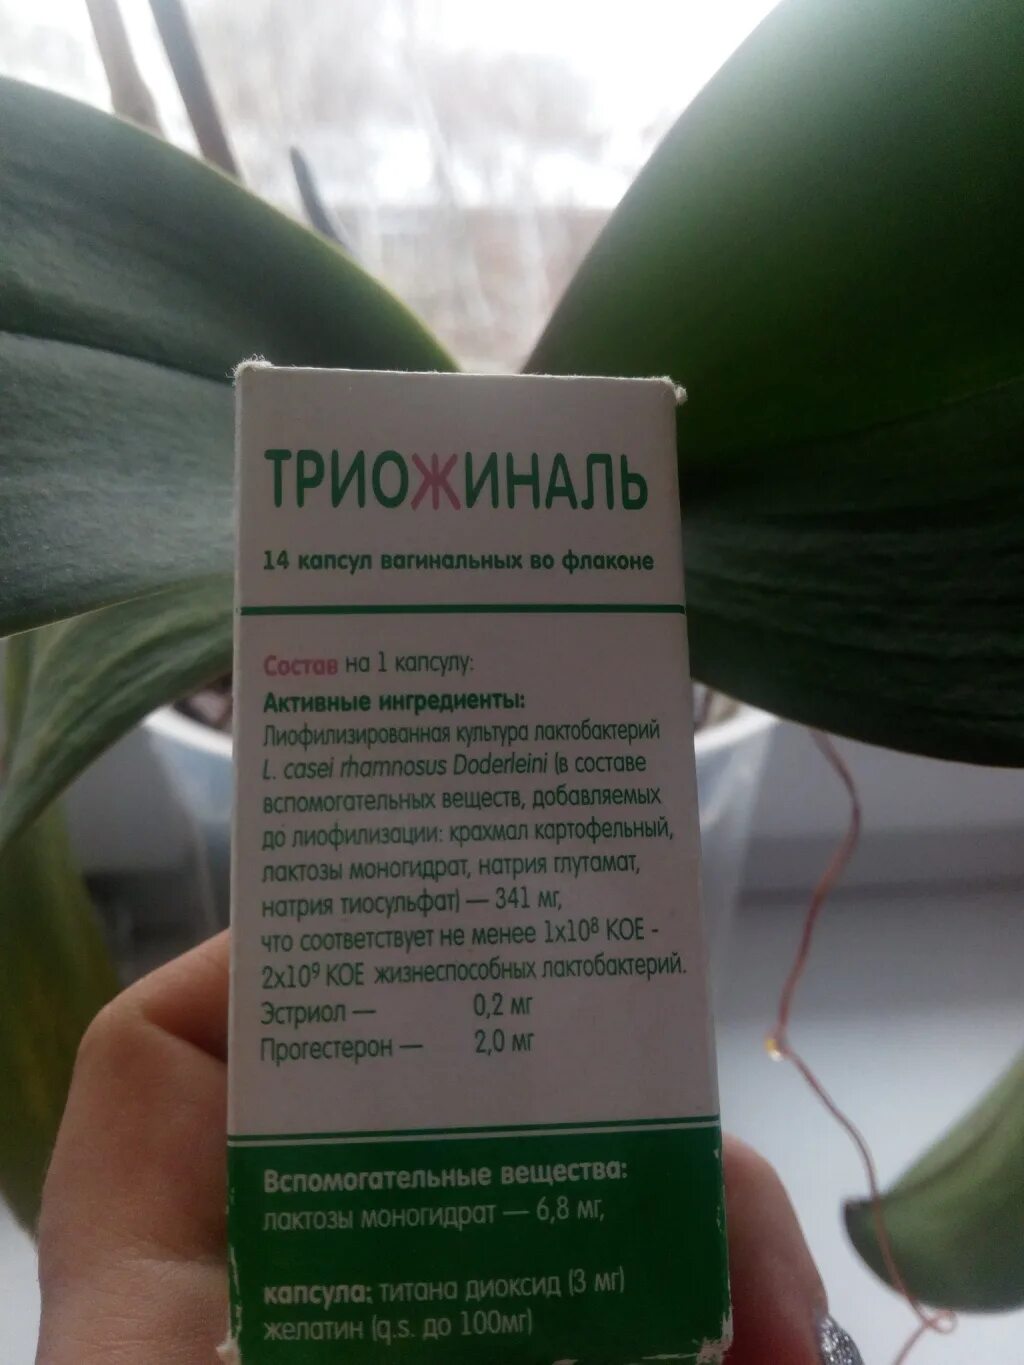 ТРИОЖИНАЛЬ
14 капсул вагинальных во флаконе
Состав на 1 капсулу:
Активные ингредиенты:
Лиофилизированная культура лактобактерий
L. casei rhamnosus Doderleini (в составе
вспомогательных веществ, добавляемых
до лиофилизации: крахмал картофельный,
лактозы моногидрат, натрия глутамат,
натрия тиосульфат) — 341 мг,
что соответствует не менее 1x10⁸ КОЕ -
2x10⁹ КОЕ жизнеспособных лактобактерий.
Эстриол — 0,2 мг
Прогестерон — 2,0 мг
Вспомогательные вещества:
лактозы моногидрат — 6,8 мг,
капсула: титана диоксид (3 мг)
желатин (q.s. до 100мг)